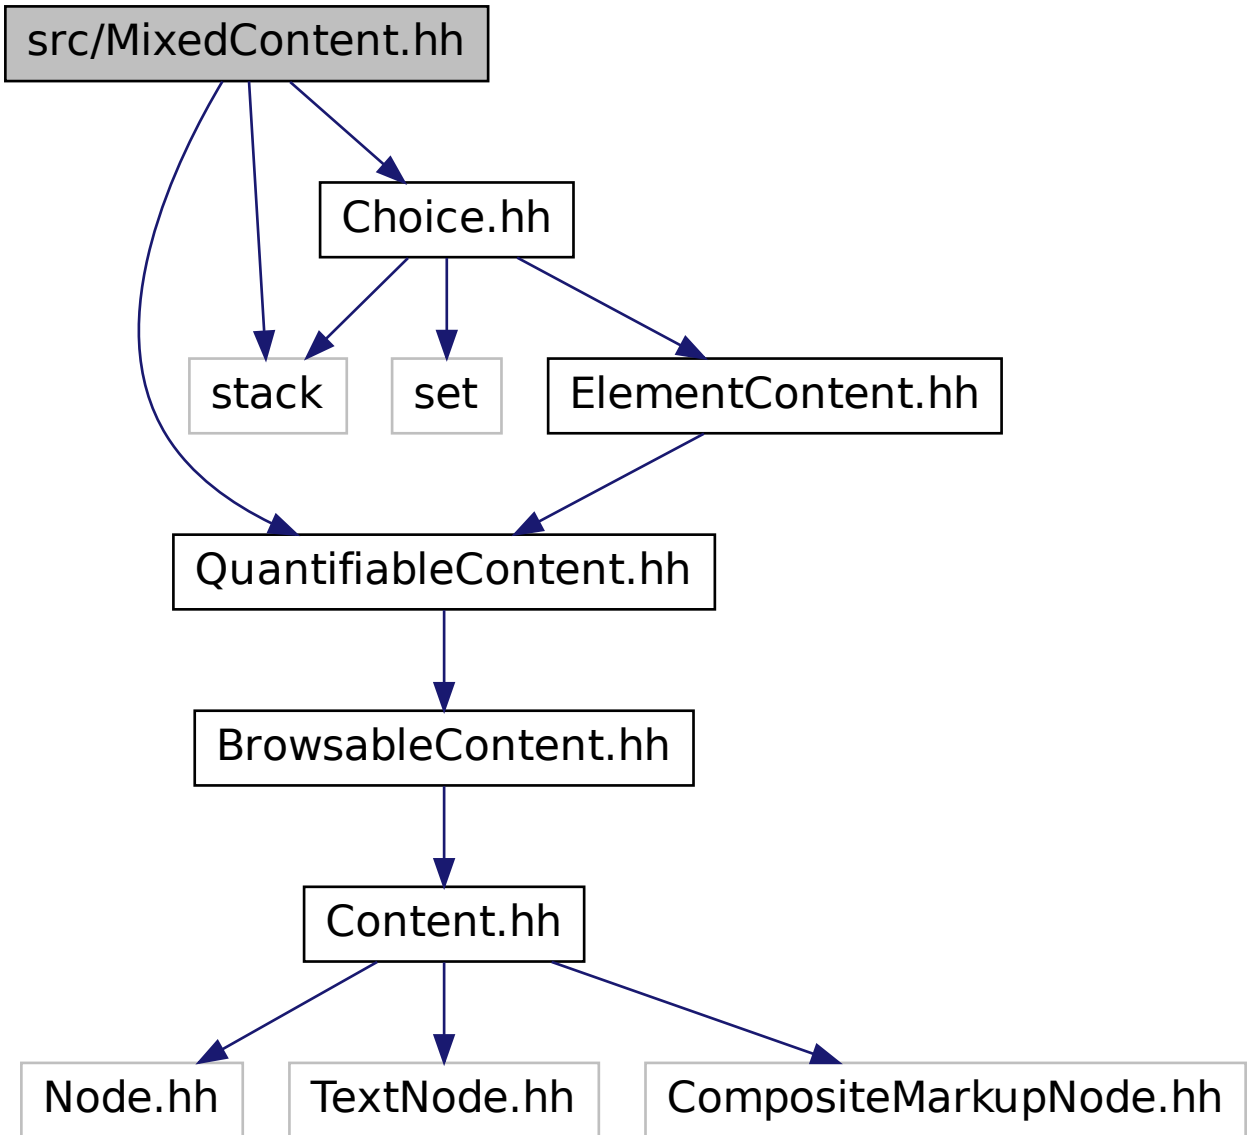 src/MixedContent.hh
Choice.hh
stack
set
ElementContent.hh
QuantifiableContent.hh
BrowsableContent.hh
Content.hh
Node.hh
TextNode.hh
CompositeMarkupNode.hh